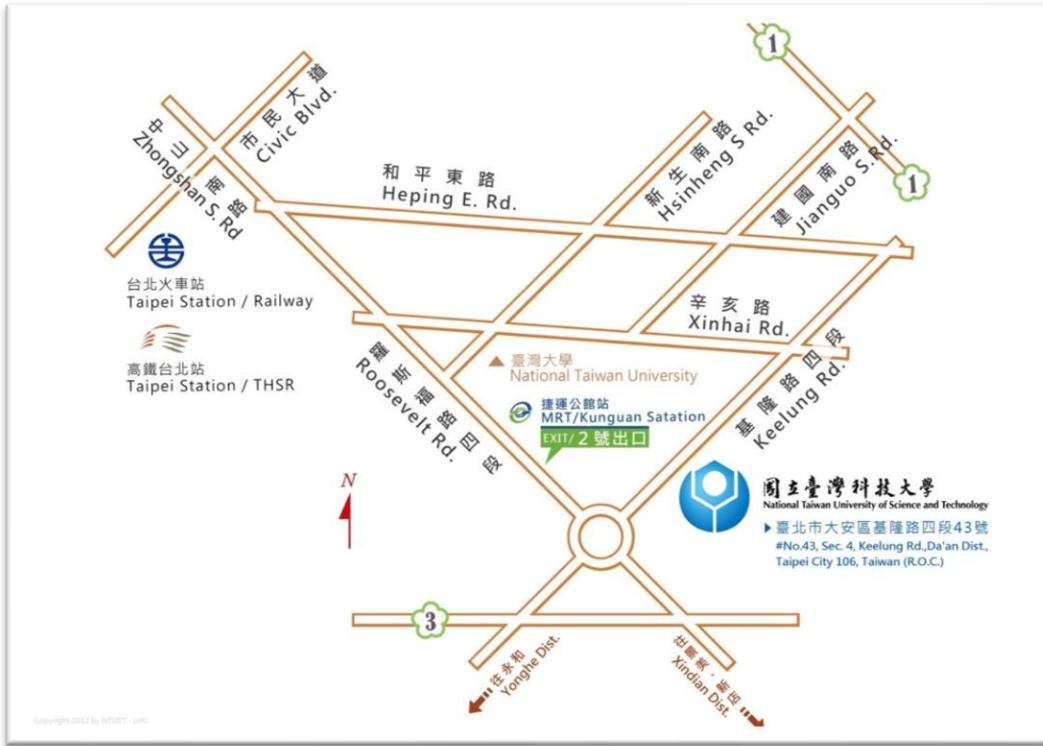 1
1
市民大道
Civic Blvd.
中山南路
Zhongshan S. Rd
和平東路
Heping E. Rd.
新生南路
Hsinheng S Rd.
建國南路
Jianguo S. Rd.
台北火車站
Taipei Station / Railway
高鐵台北站
Taipei Station / THSR
辛亥路
Xinhai Rd.
羅斯福路四段
Roosevelt Rd.
臺灣大學
National Taiwan University
捷運公館站
MRT/Kunguan Satation
EXIT/ 2 號出口
基隆路四段
Keelung Rd.
N
國立臺灣科技大學
National Taiwan University of Science and Technology
臺北市大安區基隆路四段43號
#No.43, Sec. 4, Keelung Rd.,Da'an Dist.,
Taipei City 106, Taiwan (R.O.C.)
3
往永和
Yonghe Dist.
往景美‧新店
Xindian Dist.
Copyright 2012 by NTUST - LHC.